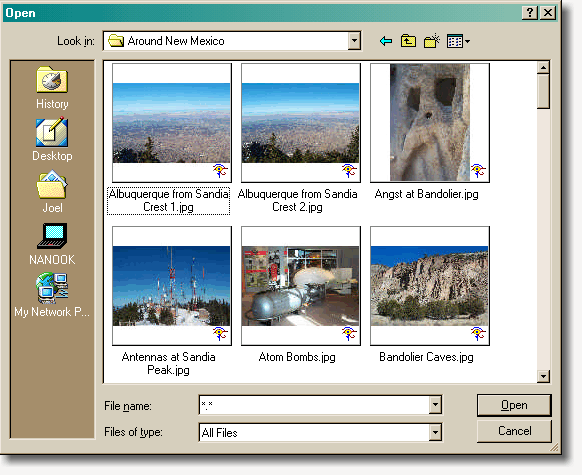 Open
Look in:
Around New Mexico
History
Desktop
Joel
NANOOK
My Network P...
Albuquerque from Sandia
Crest 1.jpg
Albuquerque from Sandia
Crest 2.jpg
Angst at Bandolier.jpg
Antennas at Sandia
Peak.jpg
Atom Bombs.jpg
Bandolier Caves.jpg
File name:
*.*
Open
Files of type:
All Files
Cancel